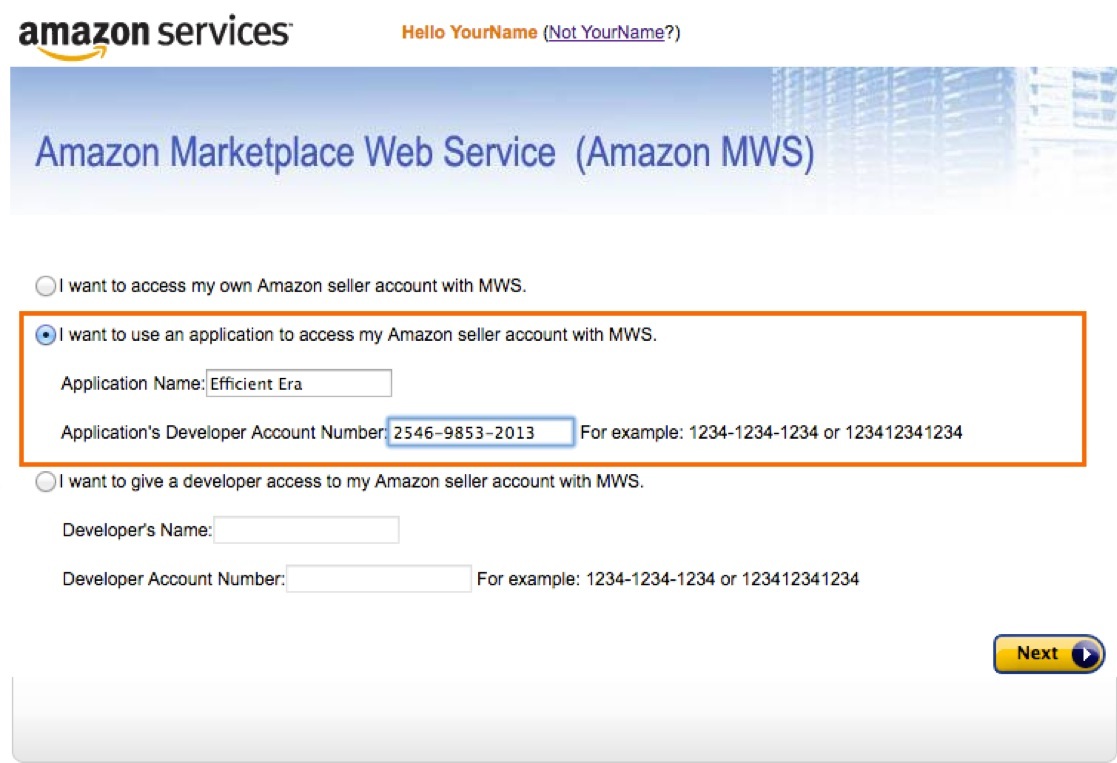 amazon services
Hello YourName (Not YourName?)
Amazon Marketplace Web Service (Amazon MWS)
I want to access my own Amazon seller account with MWS.
I want to use an application to access my Amazon seller account with MWS.
Application Name: Efficient Era
Application's Developer Account Number: 2546-9853-2013 For example: 1234-1234-1234 or 123412341234
I want to give a developer access to my Amazon seller account with MWS.
Developer's Name:
Developer Account Number: For example: 1234-1234-1234 or 123412341234
Next